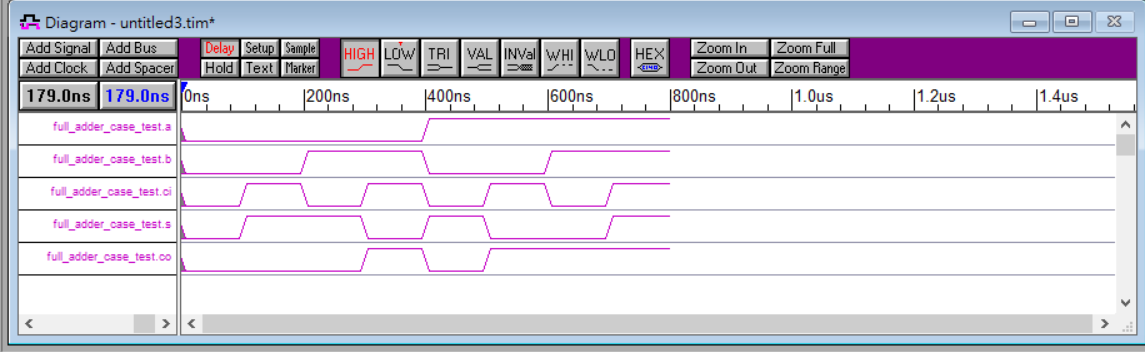 Diagram - untitled3.tim*
Add Signal Add Bus Delay Setup Sample HIGH LOW TRI VAL INVal WHI WLO HEX Zoom In Zoom Full
Add Clock Add Spacer Hold Text Marker Zoom Out Zoom Range
179.0ns 179.0ns 0ns 200ns 400ns 600ns 800ns 1.0us 1.2us 1.4us
full_adder_case_test.a
full_adder_case_test.b
full_adder_case_test.ci
full_adder_case_test.s
full_adder_case_test.co